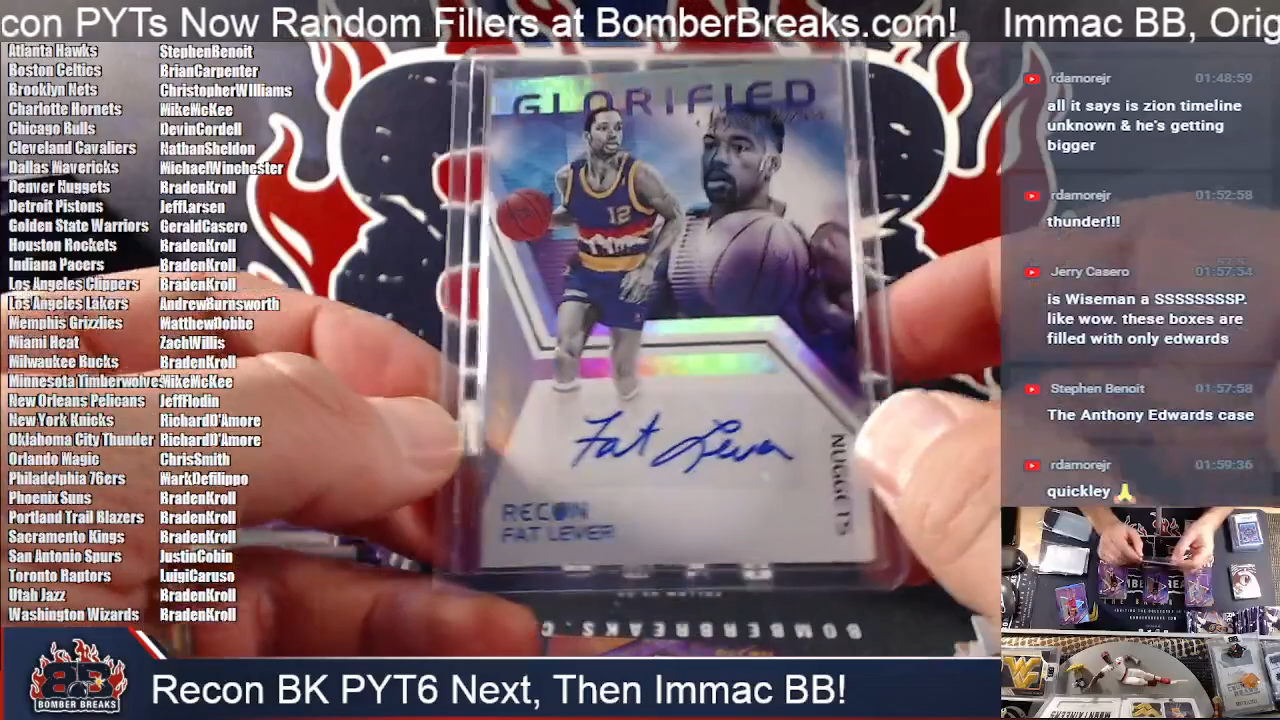 con PYTs Now Random Fillers at BomberBreaks.com! Immac BB, Orig
Atlanta Hawks StephenBenoit
Boston Celtics BrianCarpenter
Brooklyn Nets ChristopherWIlliams
Charlotte Hornets MikeMcKee
Chicago Bulls DevinCordell
Cleveland Cavaliers NathanSheldon
Dallas Mavericks MichaelWinchester
Denver Nuggets BradenKroll
Detroit Pistons JeffLarsen
Golden State Warriors GeraldCasero
Houston Rockets BradenKroll
Indiana Pacers BradenKroll
Los Angeles Clippers BradenKroll
Los Angeles Lakers AndrewBurnsworth
Memphis Grizzlies MatthewDobbe
Miami Heat ZachWillis
Milwaukee Bucks BradenKroll
Minnesota Timberwolves MikeMcKee
New Orleans Pelicans JeffModin
New York Knicks RichardD'Amore
Oklahoma City Thunder RichardD'Amore
Orlando Magic ChrisSmith
Philadelphia 76ers MarkDefilippo
Phoenix Suns BradenKroll
Portland Trail Blazers BradenKroll
Sacramento Kings BradenKroll
San Antonio Spurs JustinCobin
Toronto Raptors LuigiCaruso
Utah Jazz BradenKroll
Washington Wizards BradenKroll
GLORIFIED
12
Fat Lever
NUGGETS
RECON
FAT LEVER
BOMBERBREAKS.C
rdamorejr 01:48:59
all it says is zion timeline
unknown & he's getting
bigger
rdamorejr 01:52:58
thunder!!!
Jerry Casero 01:57:54
is Wiseman a SSSSSSSSP.
like wow. these boxes are
filled with only edwards
Stephen Benoit 01:57:58
The Anthony Edwards case
rdamorejr 01:59:36
quickley 🙏
BB
BOMBER BREAKS
Recon BK PYT6 Next, Then Immac BB!